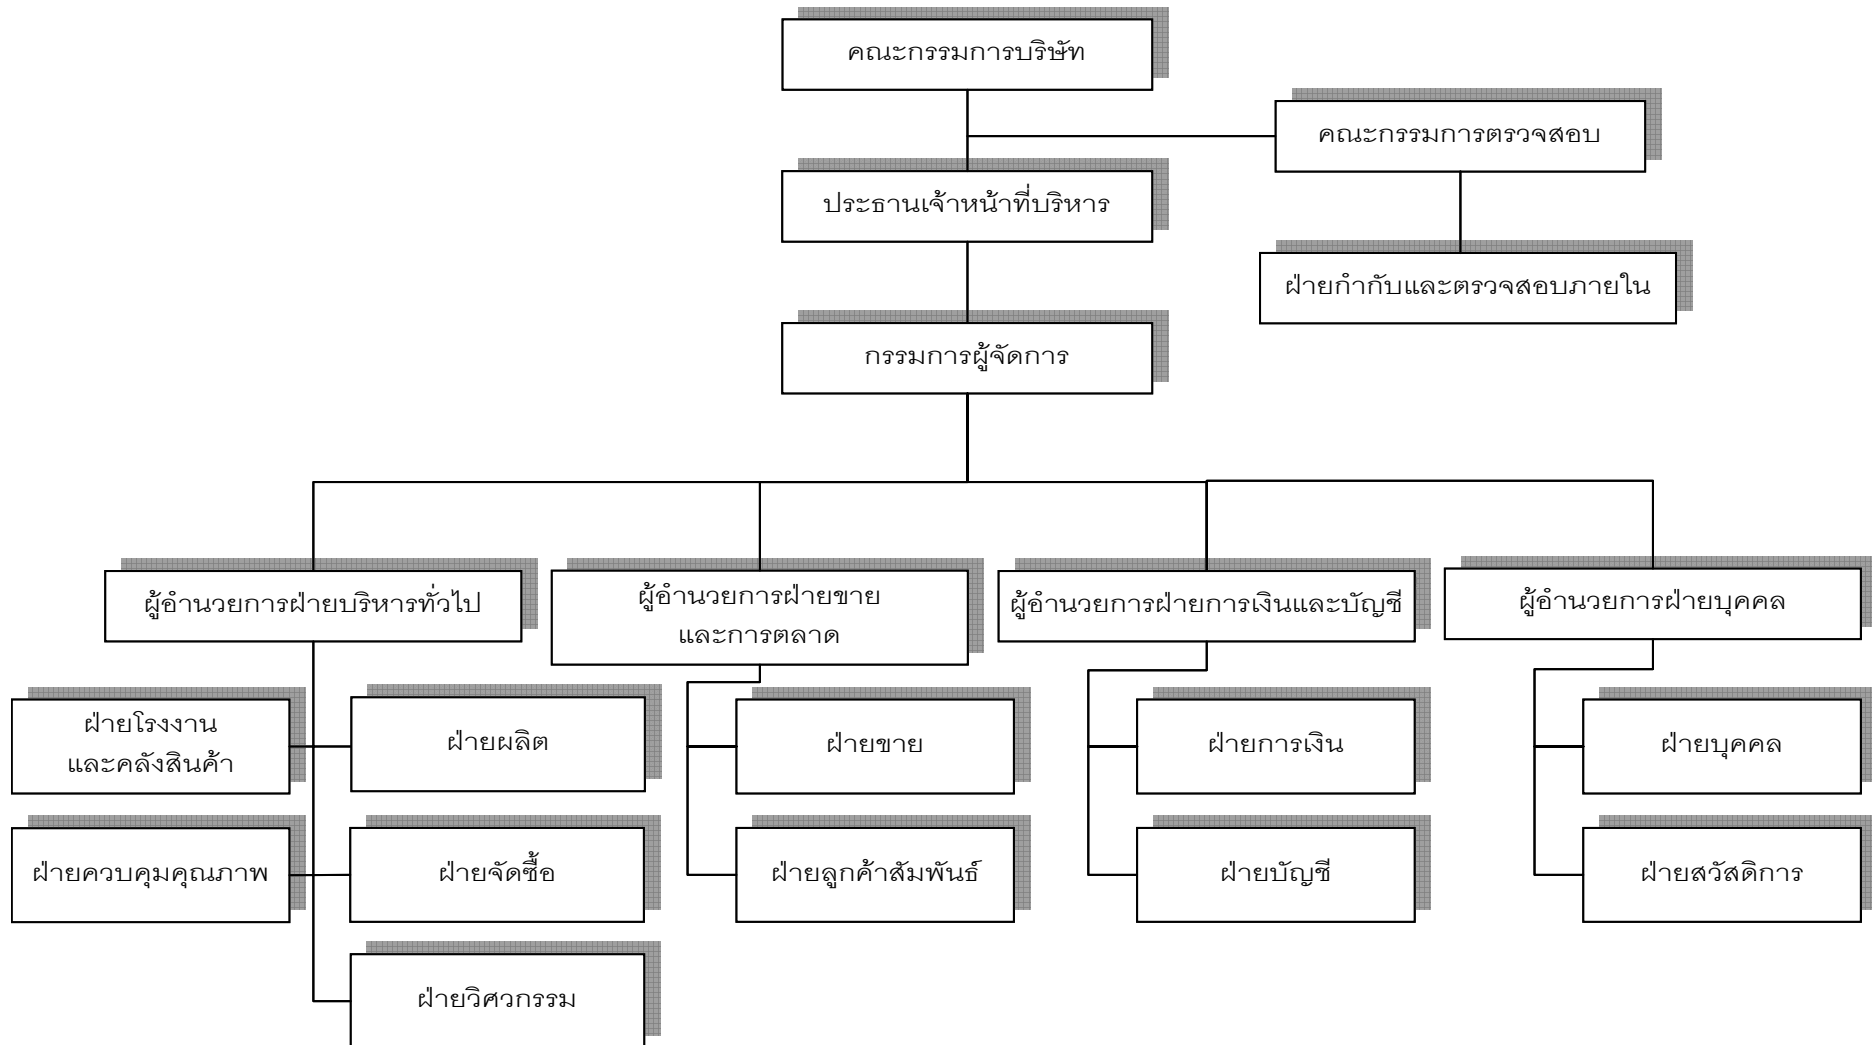 คณะกรรมการบริษัท
คณะกรรมการตรวจสอบ
ประธานเจ้าหน้าที่บริหาร
ฝ่ายกำกับและตรวจสอบภายใน
กรรมการผู้จัดการ
ผู้อำนวยการฝ่ายบริหารทั่วไป
ผู้อำนวยการฝ่ายขาย
และการตลาด
ผู้อำนวยการฝ่ายการเงินและบัญชี
ผู้อำนวยการฝ่ายบุคคล
ฝ่ายโรงงาน
และคลังสินค้า
ฝ่ายผลิต
ฝ่ายขาย
ฝ่ายการเงิน
ฝ่ายบุคคล
ฝ่ายควบคุมคุณภาพ
ฝ่ายจัดซื้อ
ฝ่ายลูกค้าสัมพันธ์
ฝ่ายบัญชี
ฝ่ายสวัสดิการ
ฝ่ายวิศวกรรม